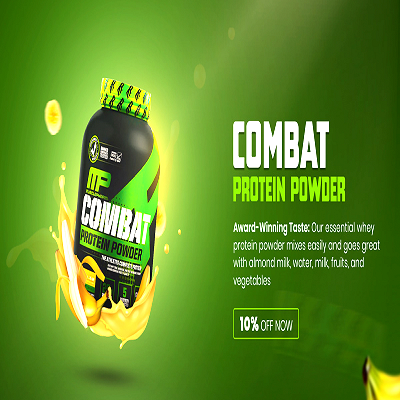 MP
COMBAT
PROTEIN POWDER
COMBAT
PROTEIN POWDER
Award-Winning Taste: Our essential whey
protein powder mixes easily and goes great
with almond milk, water, milk, fruits, and
vegetables
10% OFF NOW